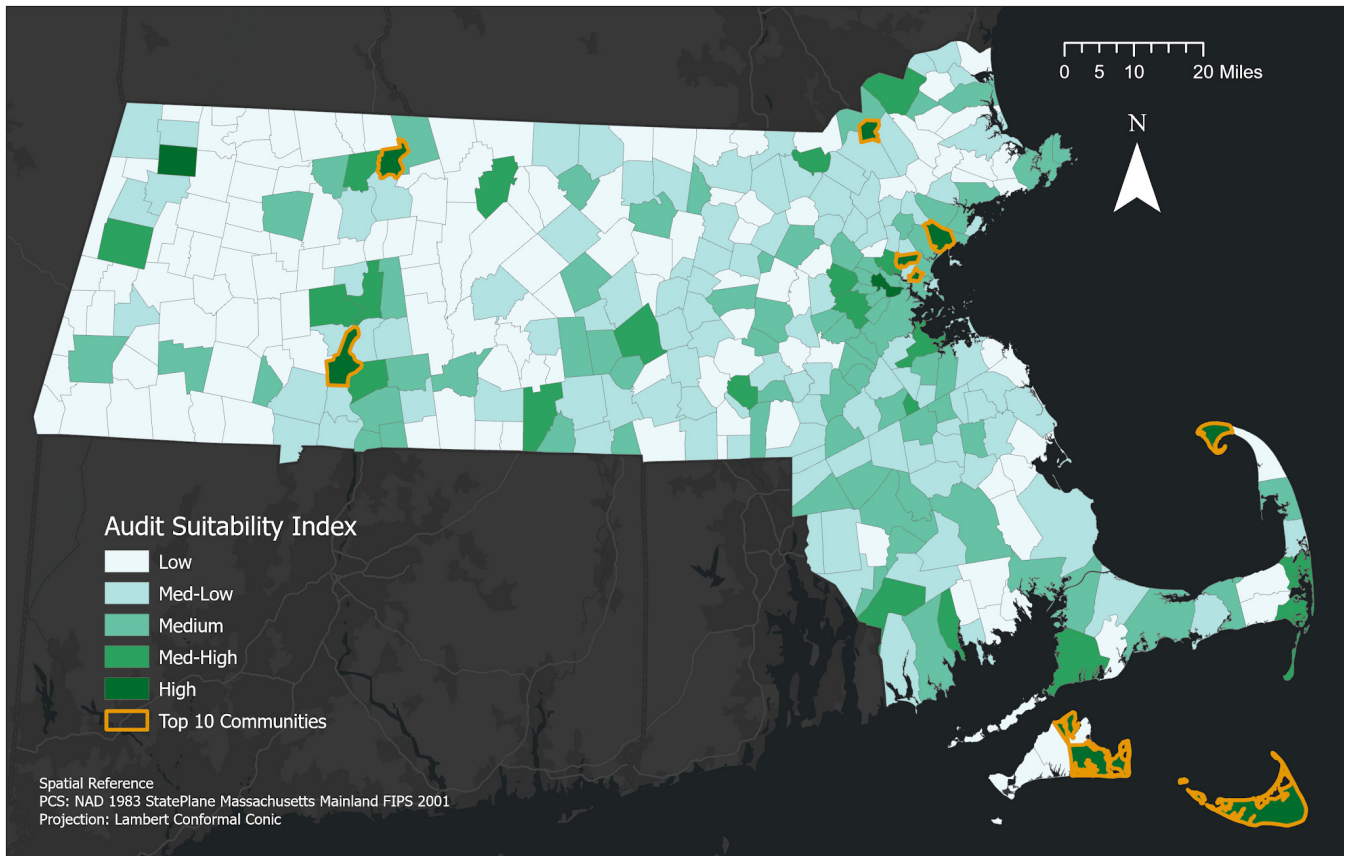 0 5 10 20 Miles
N
Audit Suitability Index
Low
Med-Low
Medium
Med-High
High
Top 10 Communities
Spatial Reference
PCS: NAD 1983 StatePlane Massachusetts Mainland FIPS 2001
Projection: Lambert Conformal Conic